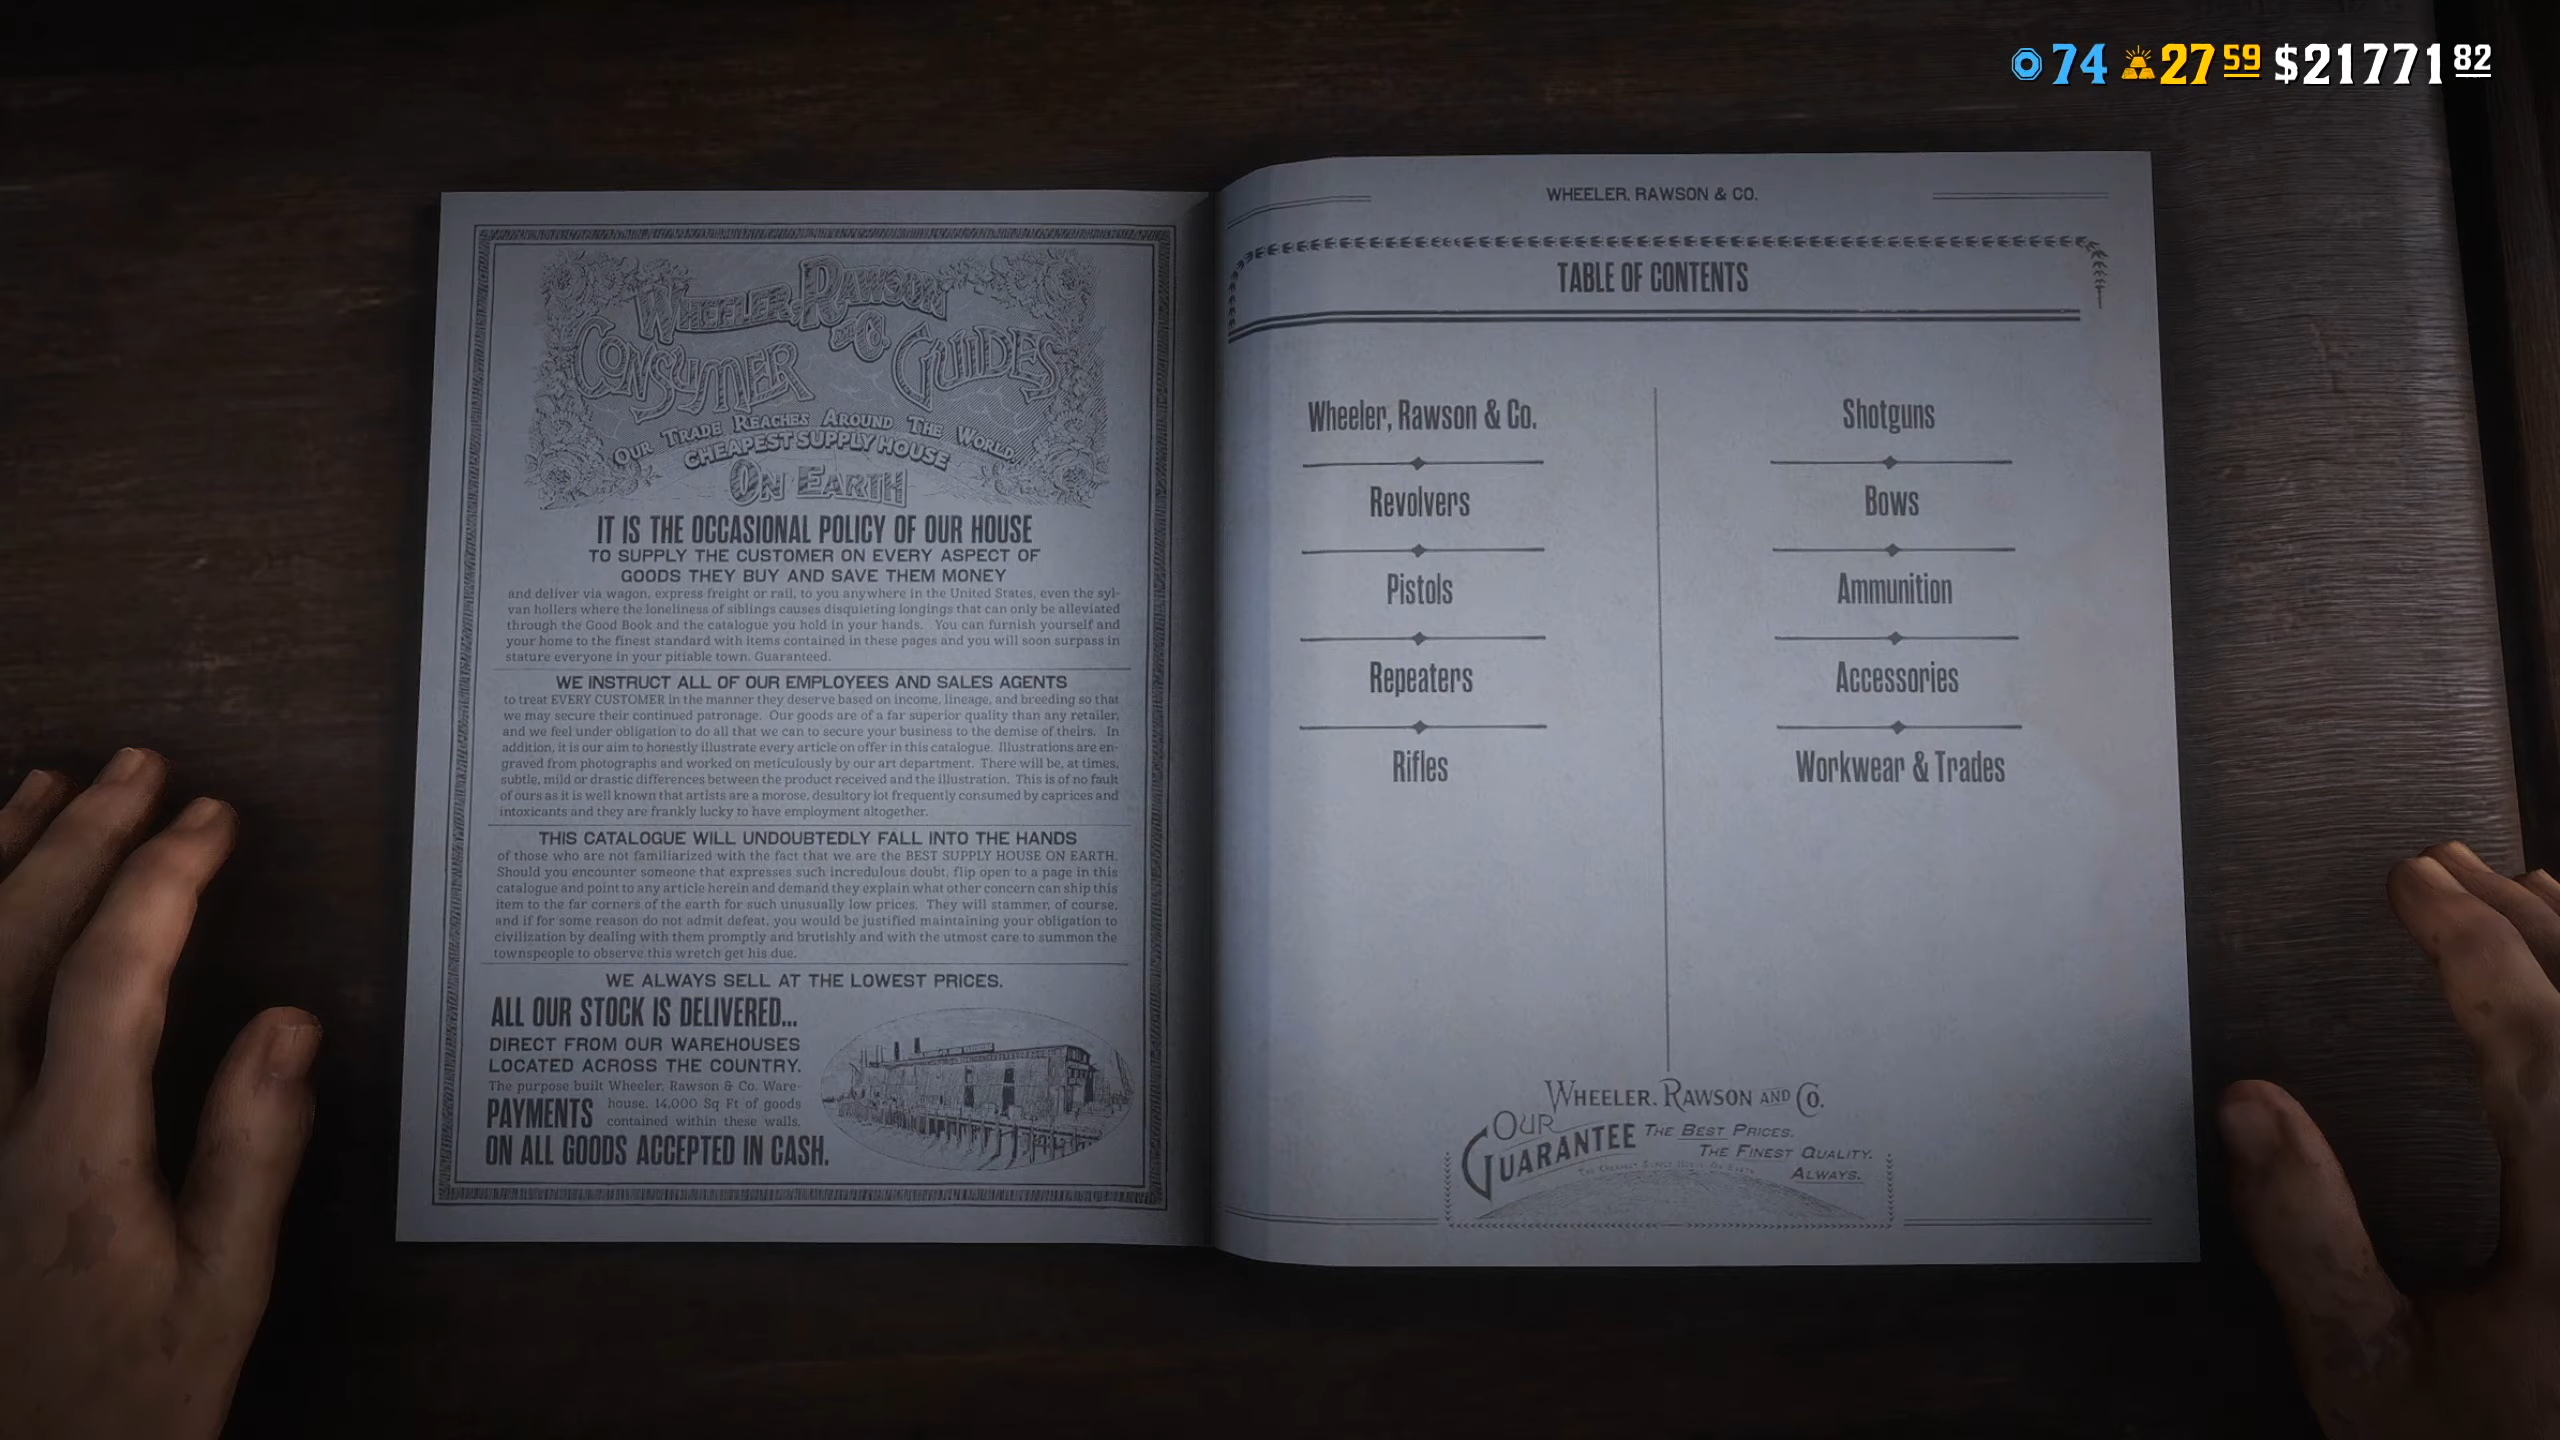 74 27 59 $21771 82
WHEELER, RAWSON
& CO.
CONSUMER GUIDES
OUR TRADE REACHES AROUND THE WORLD.
CHEAPEST SUPPLY HOUSE
ON EARTH
IT IS THE OCCASIONAL POLICY OF OUR HOUSE
TO SUPPLY THE CUSTOMER ON EVERY ASPECT OF
GOODS THEY BUY AND SAVE THEM MONEY
and deliver via wagon, express freight or rail, to you anywhere in the United States, even the syl-
van hollers where the loneliness of siblings causes disquieting longings that can only be alleviated
through the Good Book and the catalogue you hold in your hands. You can furnish yourself and
your home to the finest standard with items contained in these pages and you will soon surpass in
stature everyone in your pitiable town. Guaranteed.
WE INSTRUCT ALL OF OUR EMPLOYEES AND SALES AGENTS
to treat EVERY CUSTOMER in the manner they deserve based on income, lineage, and breeding so that
we may secure their continued patronage. Our goods are of a far superior quality than any retailer,
and we feel under obligation to do all that we can to secure your business to the demise of theirs. In
addition, it is our aim to honestly illustrate every article on offer in this catalogue. Illustrations are en-
graved from photographs and worked on meticulously by our art department. There will be, at times,
subtle, mild or drastic differences between the product received and the illustration. This is of no fault
of ours as it is well known that artists are a morose, desultory lot frequently consumed by caprices and
intoxicants and they are frankly lucky to have employment altogether.
THIS CATALOGUE WILL UNDOUBTEDLY FALL INTO THE HANDS
of those who are not familiarized with the fact that we are the BEST SUPPLY HOUSE ON EARTH.
Should you encounter someone that expresses such incredulous doubt, flip open to a page in this
catalogue and point to any article herein and demand they explain what other concern can ship this
item to the far corners of the earth for such unusually low prices. They will stammer, of course,
and if for some reason do not admit defeat, you would be justified maintaining your obligation to
civilization by dealing with them promptly and brutishly and with the utmost care to summon the
townspeople to observe this wretch get his due.
WE ALWAYS SELL AT THE LOWEST PRICES.
ALL OUR STOCK IS DELIVERED...
DIRECT FROM OUR WAREHOUSES
LOCATED ACROSS THE COUNTRY.
The purpose built Wheeler, Rawson & Co. Ware-
house. 14,000 Sq Ft of goods
contained within these walls.
PAYMENTS
ON ALL GOODS ACCEPTED IN CASH.
WHEELER, RAWSON & CO.
TABLE OF CONTENTS
Wheeler, Rawson & Co.
Revolvers
Pistols
Repeaters
Rifles
Shotguns
Bows
Ammunition
Accessories
Workwear & Trades
WHEELER, RAWSON AND CO.
OUR
GUARANTEE
THE BEST PRICES.
THE FINEST QUALITY.
ALWAYS.